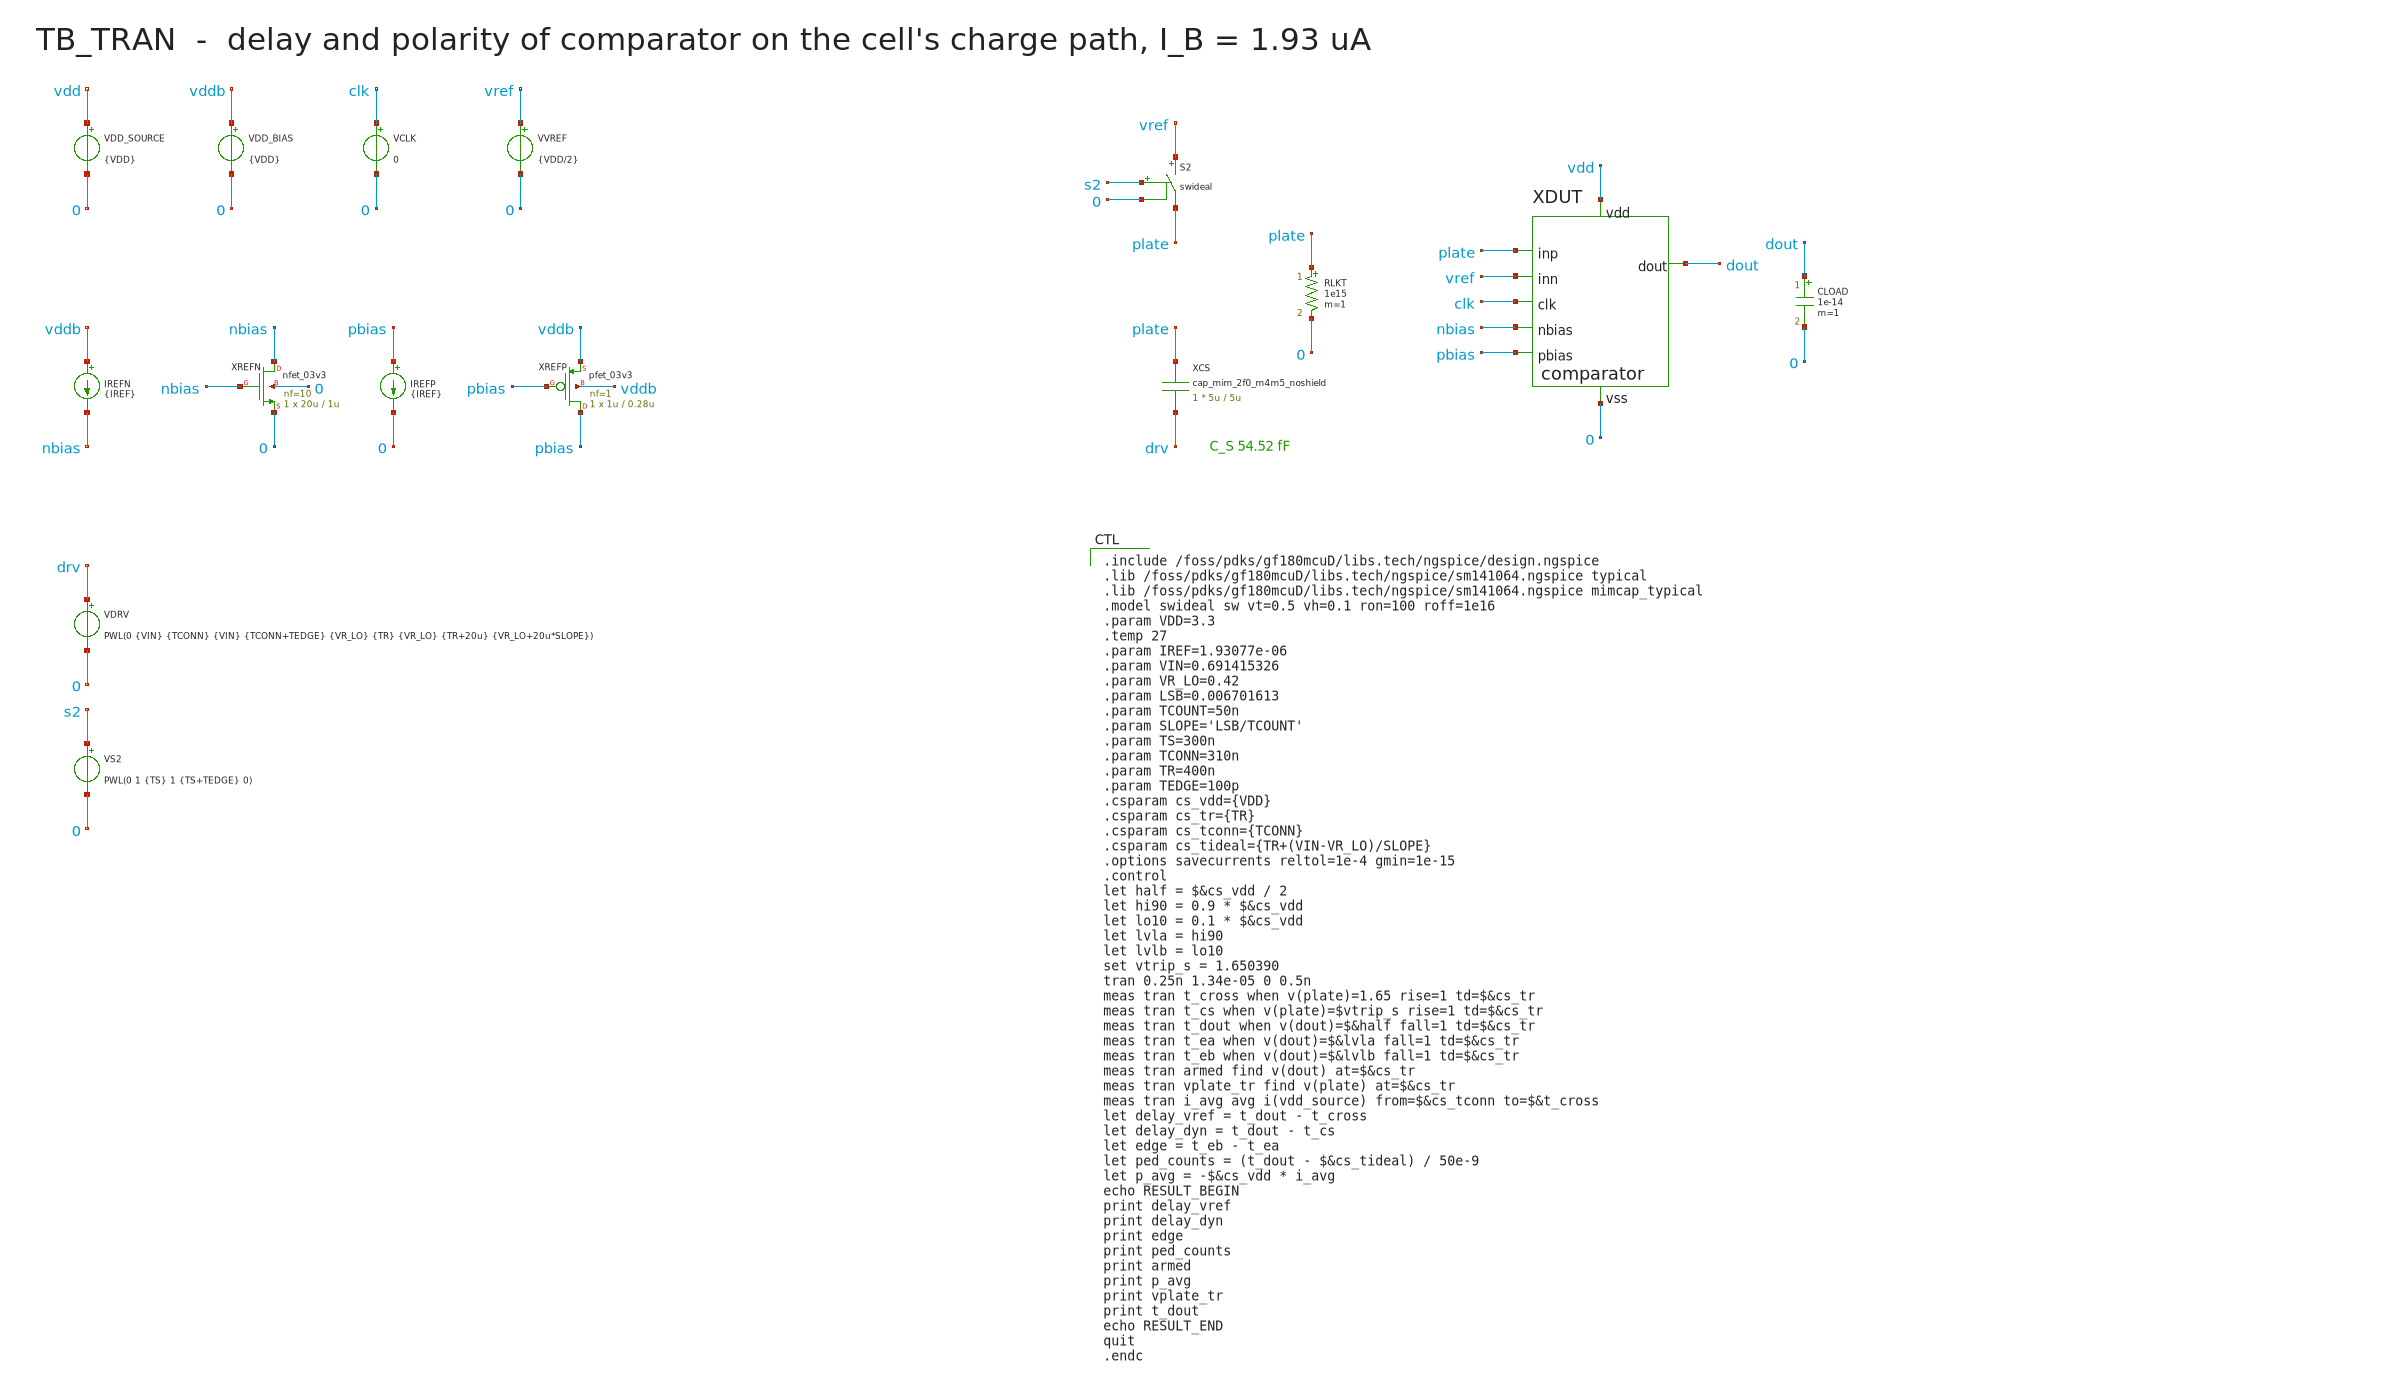 TB_TRAN - delay and polarity of comparator on the cell's charge path, I_B = 1.93 uA
vdd
vddb
clk
vref
+
VDD_SOURCE
{VDD}
+
VDD_BIAS
{VDD}
+
VCLK
0
+
VVREF
{VDD/2}
0
0
0
0
vref
+
S2
s2
+
swideal
0
plate
plate
1
+
RLKT
1e15
m=1
2
0
vdd
XDUT
vdd
plate
inp
vref
inn
clk
clk
nbias
nbias
pbias
pbias
dout
dout
comparator
vss
0
dout
1
+
CLOAD
1e-14
m=1
2
0
vddb
+
IREFN
{IREF}
nbias
nbias
XREFN
D
nfet_03v3
nbias
G
B
0
nf=10
1 x 20u / 1u
S
0
pbias
+
IREFP
{IREF}
0
vddb
XREFP
S
pfet_03v3
pbias
G
B
vddb
nf=1
1 x 1u / 0.28u
D
pbias
plate
XCS
cap_mim_2f0_m4m5_noshield
1 * 5u / 5u
drv
C_S 54.52 fF
drv
+
VDRV
PWL(0 {VIN} {TCONN} {VIN} {TCONN+TEDGE} {VR_LO} {TR} {VR_LO} {TR+20u} {VR_LO+20u*SLOPE})
0
s2
+
VS2
PWL(0 1 {TS} 1 {TS+TEDGE} 0)
0
CTL
.include /foss/pdks/gf180mcuD/libs.tech/ngspice/design.ngspice
.lib /foss/pdks/gf180mcuD/libs.tech/ngspice/sm141064.ngspice typical
.lib /foss/pdks/gf180mcuD/libs.tech/ngspice/sm141064.ngspice mimcap_typical
.model swideal sw vt=0.5 vh=0.1 ron=100 roff=1e16
.param VDD=3.3
.temp 27
.param IREF=1.93077e-06
.param VIN=0.691415326
.param VR_LO=0.42
.param LSB=0.006701613
.param TCOUNT=50n
.param SLOPE='LSB/TCOUNT'
.param TS=300n
.param TCONN=310n
.param TR=400n
.param TEDGE=100p
.csparam cs_vdd={VDD}
.csparam cs_tr={TR}
.csparam cs_tconn={TCONN}
.csparam cs_tideal={TR+(VIN-VR_LO)/SLOPE}
.options savecurrents reltol=1e-4 gmin=1e-15
.control
let half = $&cs_vdd / 2
let hi90 = 0.9 * $&cs_vdd
let lo10 = 0.1 * $&cs_vdd
let lvla = hi90
let lvlb = lo10
set vtrip_s = 1.650390
tran 0.25n 1.34e-05 0 0.5n
meas tran t_cross when v(plate)=1.65 rise=1 td=$&cs_tr
meas tran t_cs when v(plate)=$vtrip_s rise=1 td=$&cs_tr
meas tran t_dout when v(dout)=$&half fall=1 td=$&cs_tr
meas tran t_ea when v(dout)=$&lvla fall=1 td=$&cs_tr
meas tran t_eb when v(dout)=$&lvlb fall=1 td=$&cs_tr
meas tran armed find v(dout) at=$&cs_tr
meas tran vplate_tr find v(plate) at=$&cs_tr
meas tran i_avg avg i(vdd_source) from=$&cs_tconn to=$&t_cross
let delay_vref = t_dout - t_cross
let delay_dyn = t_dout - t_cs
let edge = t_eb - t_ea
let ped_counts = (t_dout - $&cs_tideal) / 50e-9
let p_avg = -$&cs_vdd * i_avg
echo RESULT_BEGIN
print delay_vref
print delay_dyn
print edge
print ped_counts
print armed
print p_avg
print vplate_tr
print t_dout
echo RESULT_END
quit
.endc